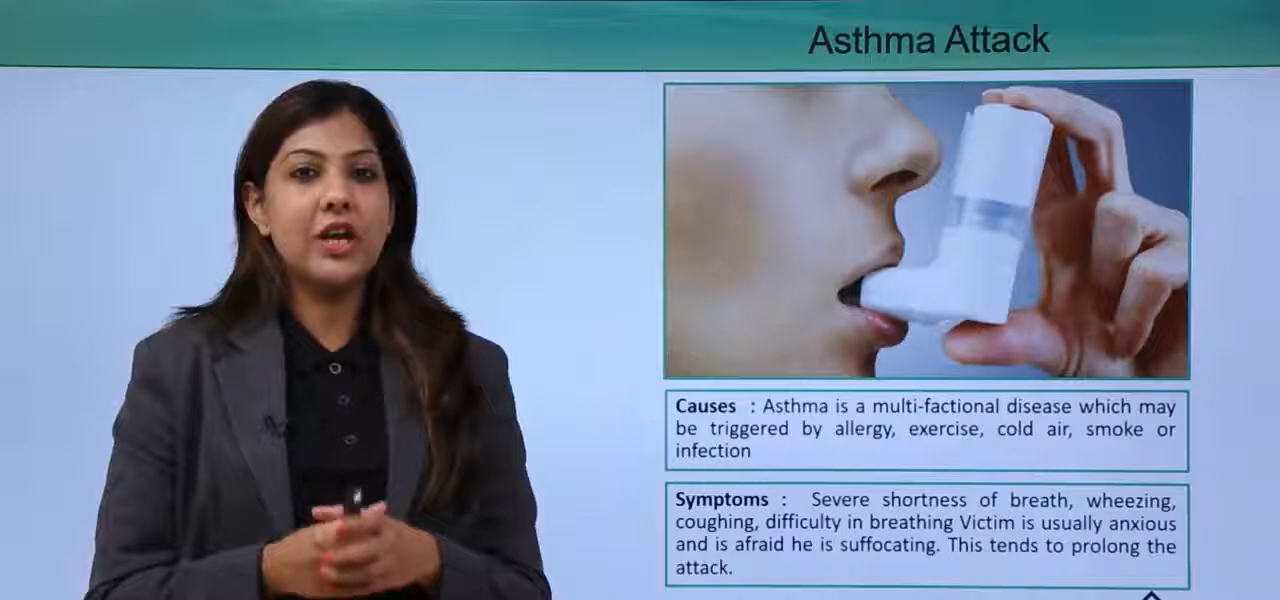 Asthma Attack
Causes : Asthma is a multi-factional disease which may
be triggered by allergy, exercise, cold air, smoke or
infection
Symptoms : Severe shortness of breath, wheezing,
coughing, difficulty in breathing Victim is usually anxious
and is afraid he is suffocating. This tends to prolong the
attack.